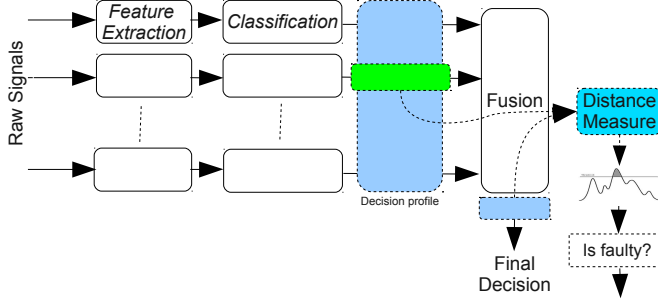 Raw Signals
Feature
Extraction
Classification
Decision profile
Fusion
Final
Decision
Distance
Measure
Is faulty?